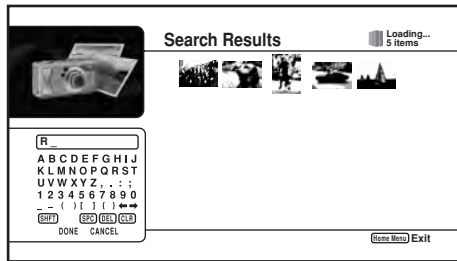 Search Results
Loading...
5 items
R _
A B C D E F G H I J
K L M N O P Q R S T
U V W X Y Z , . : ;
1 2 3 4 5 6 7 8 9 0
_ – ( ) [ ] { } ⬅ ➡
SHFT SPC DEL CLR
DONE CANCEL
Home Menu Exit